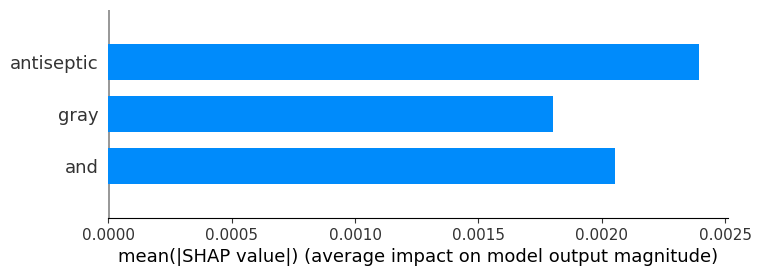 antiseptic
gray
and
0.0000 0.0005 0.0010 0.0015 0.0020 0.0025
mean(|SHAP value|) (average impact on model output magnitude)